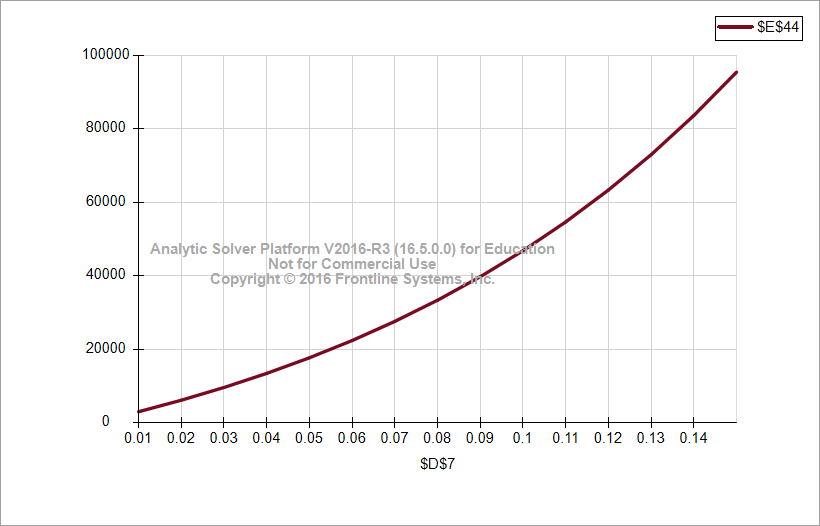 $E$44
100000
80000
60000
40000
20000
0
Analytic Solver Platform V2016-R3 (16.5.0.0) for Education
Not for Commercial Use
Copyright © 2016 Frontline Systems, Inc.
0.01 0.02 0.03 0.04 0.05 0.06 0.07 0.08 0.09 0.1 0.11 0.12 0.13 0.14
$D$7